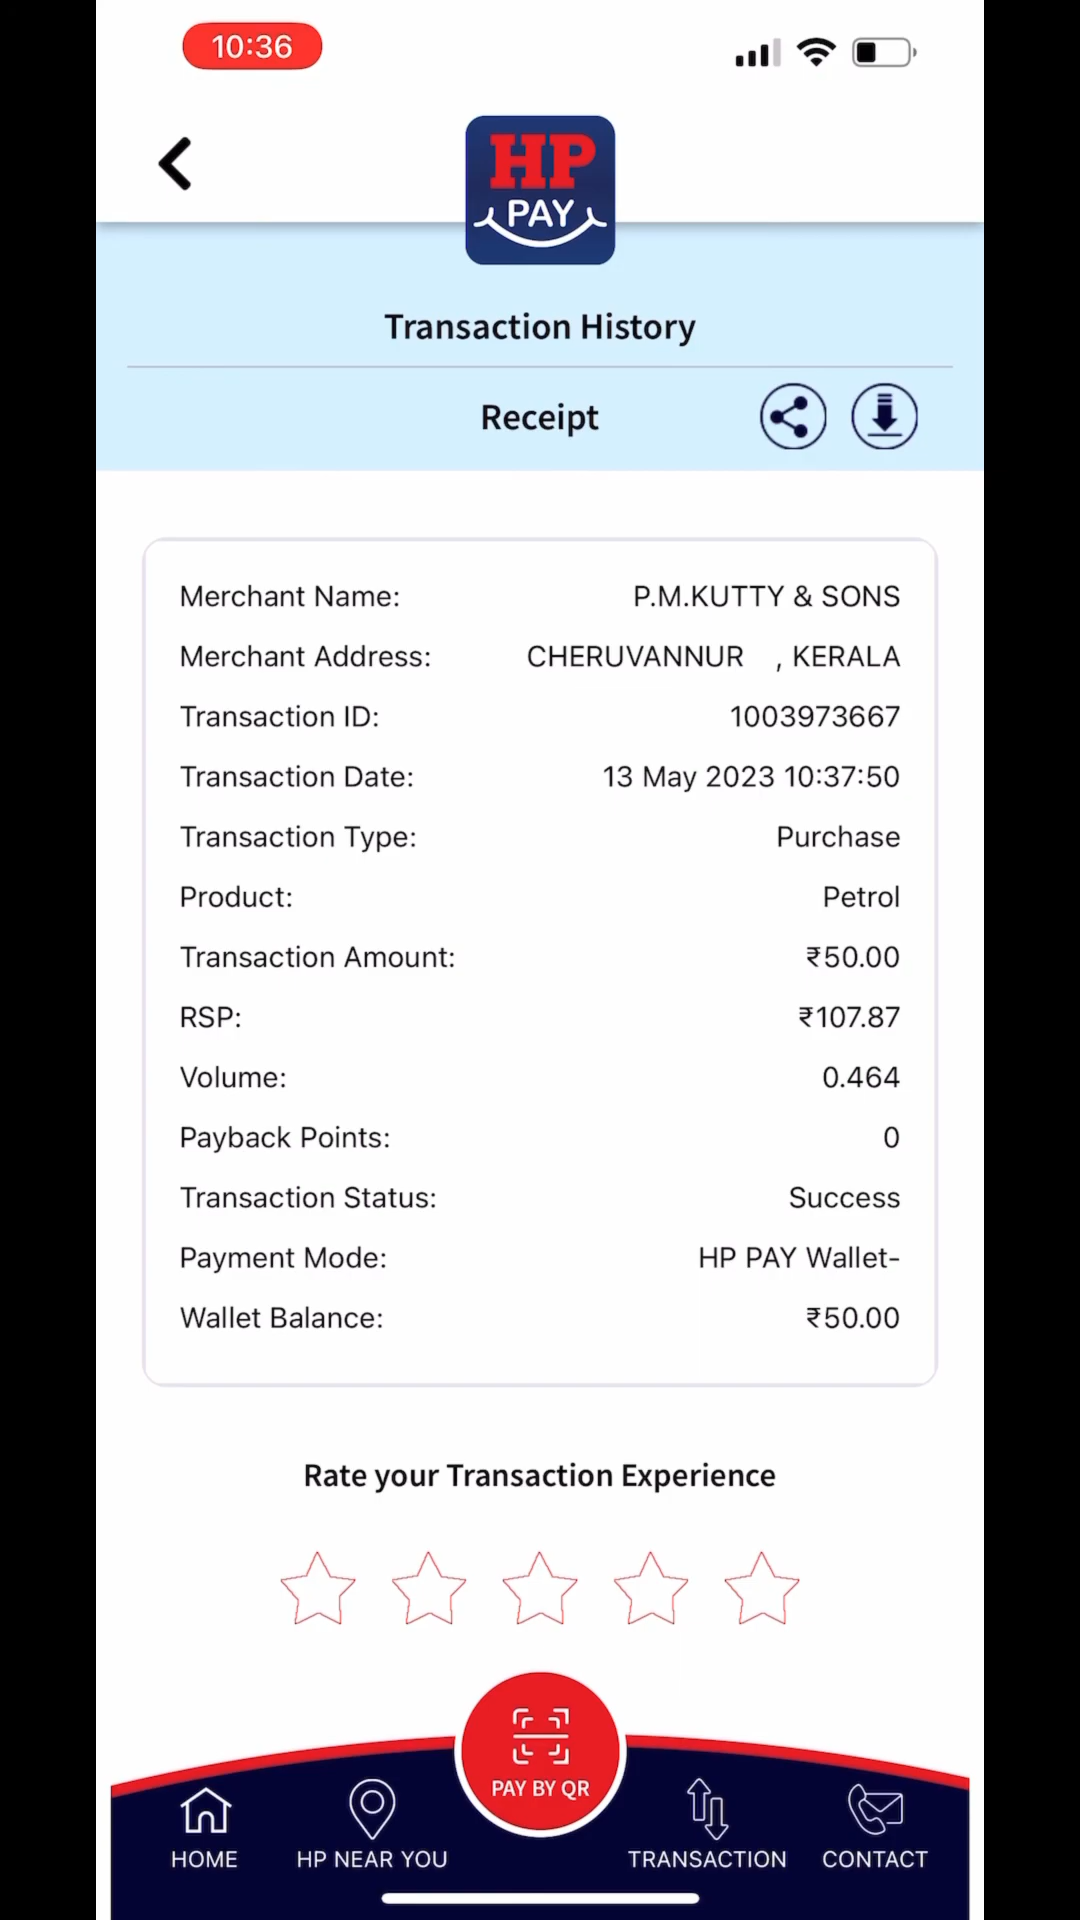 10:36
HP
PAY
Transaction History
Receipt
Merchant Name: P.M.KUTTY & SONS
Merchant Address: CHERUVANNUR , KERALA
Transaction ID: 1003973667
Transaction Date: 13 May 2023 10:37:50
Transaction Type: Purchase
Product: Petrol
Transaction Amount: ₹50.00
RSP: ₹107.87
Volume: 0.464
Payback Points: 0
Transaction Status: Success
Payment Mode: HP PAY Wallet-
Wallet Balance: ₹50.00
Rate your Transaction Experience
PAY BY QR
HOME HP NEAR YOU TRANSACTION CONTACT